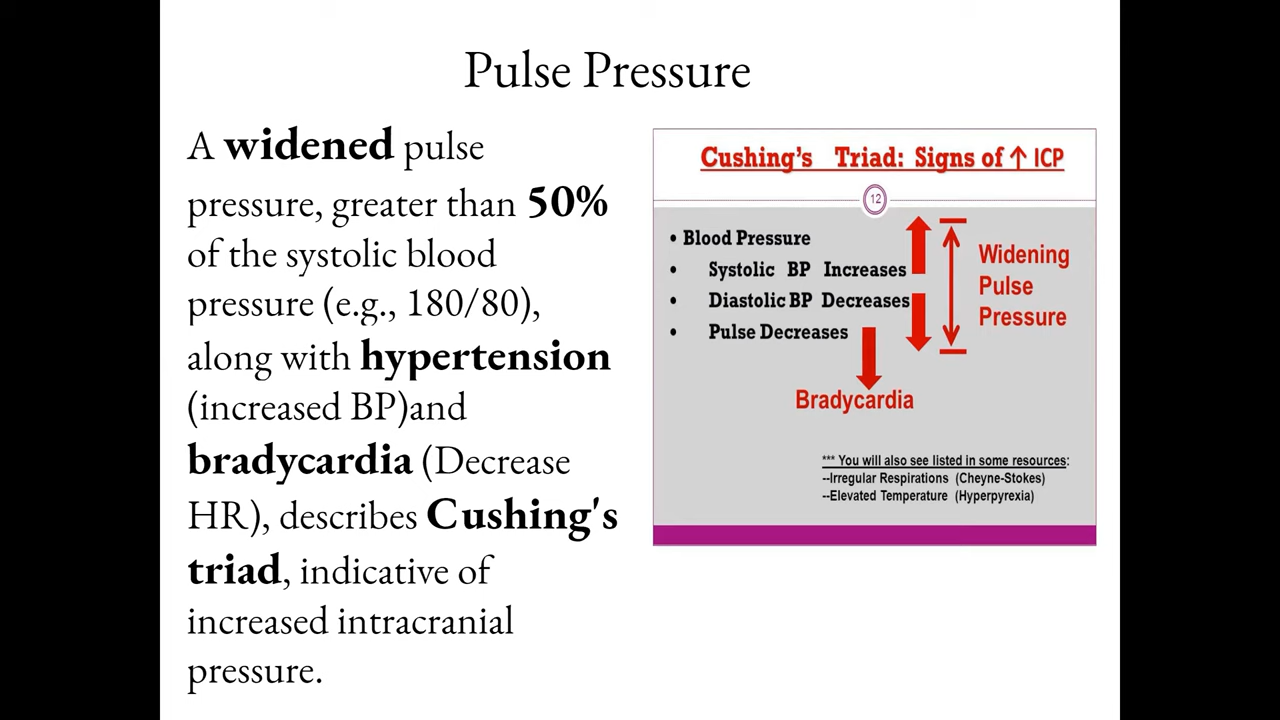 Pulse Pressure
A widened pulse
pressure, greater than 50%
of the systolic blood
pressure (e.g., 180/80),
along with hypertension
(increased BP)and
bradycardia (Decrease
HR), describes Cushing's
triad, indicative of
increased intracranial
pressure.
Cushing's Triad: Signs of ↑ ICP
12
• Blood Pressure
• Systolic BP Increases
• Diastolic BP Decreases
• Pulse Decreases
Widening
Pulse
Pressure
Bradycardia
*** You will also see listed in some resources:
--Irregular Respirations (Cheyne-Stokes)
--Elevated Temperature (Hyperpyrexia)